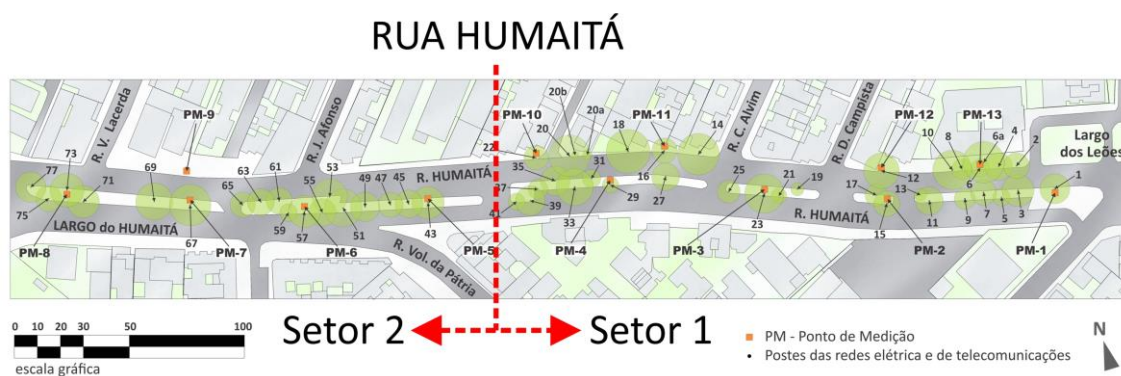 RUA HUMAITÁ
20b
20a
PM-9
R. V. Lacerda
R. J. Afonso
PM-10
20
18
PM-11
14
R. C. Alvim
R. D. Campista
PM-12
PM-13
10
8
6a
4
2
Largo
dos Leões
22
73
77
71
69
61
63
65
53
55
49
47
45
R. HUMAITÁ
35
37
31
16
29
27
25
21
19
12
17
13
6
1
75
LARGO do HUMAITÁ
67
59
57
51
43
41
39
33
23
R. HUMAITÁ
15
11
9
7
5
3
PM-8
PM-7
PM-6
R. Vol. da Pátria
PM-5
PM-4
PM-3
PM-2
PM-1
0 10 20 30 50 100
escala gráfica
Setor 2
Setor 1
PM - Ponto de Medição
Postes das redes elétrica e de telecomunicações
N